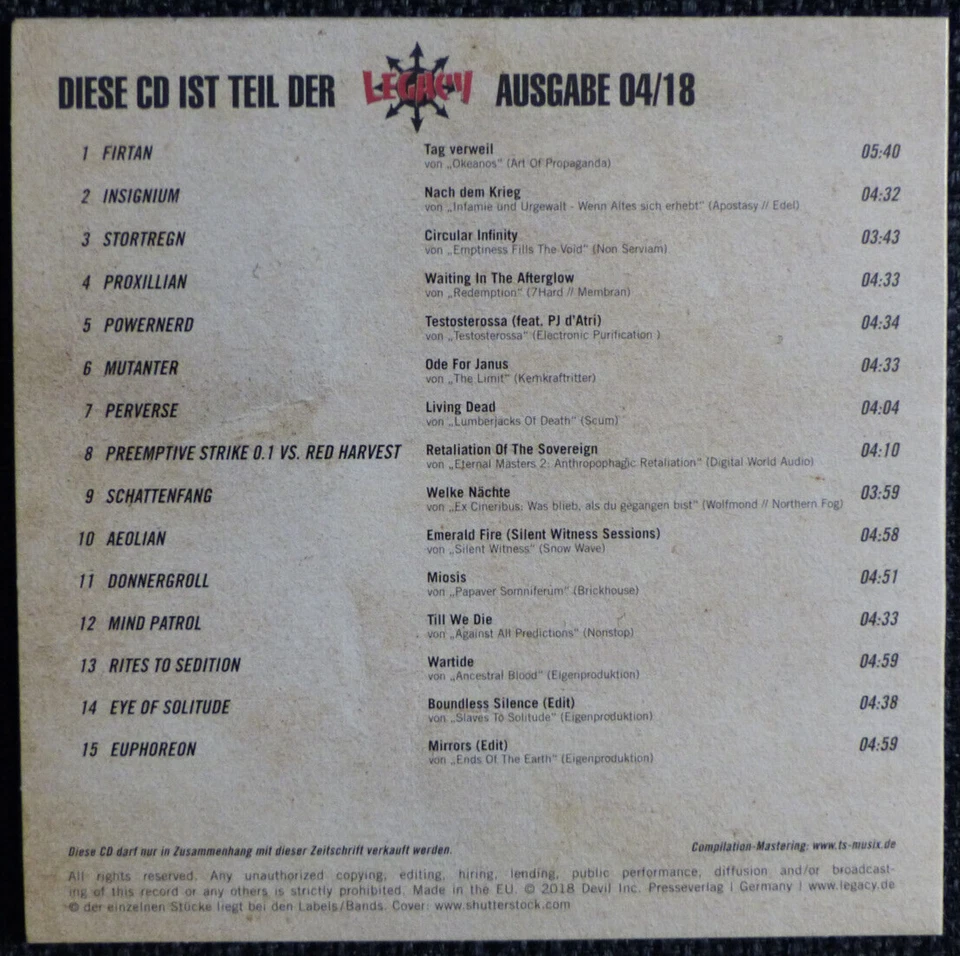 DIESE CD IST TEIL DER LEGACY AUSGABE 04/18
1 FIRTAN Tag verweil 05:40
von „Okeanos“ (Art Of Propaganda)
2 INSIGNIUM Nach dem Krieg 04:32
von „Infamie und Urgewalt - Wenn Altes sich erhebt“ (Apostasy // Edel)
3 STORTREGN Circular Infinity 03:43
von „Emptiness Fills The Void“ (Non Serviam)
4 PROXILLIAN Waiting In The Afterglow 04:33
von „Redemption“ (7Hard // Membran)
5 POWERNERD Testosterossa (feat. PJ d'Atri) 04:34
von „Testosterossa“ (Electronic Purification )
6 MUTANTER Ode For Janus 04:33
von „The Limit“ (Kernkraftritter)
7 PERVERSE Living Dead 04:04
von „Lumberjacks Of Death“ (Scum)
8 PREEMPTIVE STRIKE 0.1 VS. RED HARVEST Retaliation Of The Sovereign 04:10
von „Eternal Masters 2: Anthropophagic Retaliation“ (Digital World Audio)
9 SCHATTENFANG Welke Nächte 03:59
von „Ex Cineribus: Was blieb, als du gegangen bist“ (Wolfmond // Northern Fog)
10 AEOLIAN Emerald Fire (Silent Witness Sessions) 04:58
von „Silent Witness“ (Snow Wave)
11 DONNERGROLL Miosis 04:51
von „Papaver Somniferum“ (Brickhouse)
12 MIND PATROL Till We Die 04:33
von „Against All Predictions“ (Nonstop)
13 RITES TO SEDITION Wartide 04:59
von „Ancestral Blood“ (Eigenproduktion)
14 EYE OF SOLITUDE Boundless Silence (Edit) 04:38
von „Slaves To Solitude“ (Eigenproduktion)
15 EUPHOREON Mirrors (Edit) 04:59
von „Ends Of The Earth“ (Eigenproduktion)
Diese CD darf nur in Zusammenhang mit dieser Zeitschrift verkauft werden. Compilation-Mastering: www.ts-musix.de
All rights reserved. Any unauthorized copying, editing, hiring, lending, public performance, diffusion and/or broadcast-
ing of this record or any others is strictly prohibited. Made in the EU. © 2018 Devil Inc. Presseverlag | Germany | www.legacy.de
© der einzelnen Stücke liegt bei den Labels/Bands. Cover: www.shutterstock.com